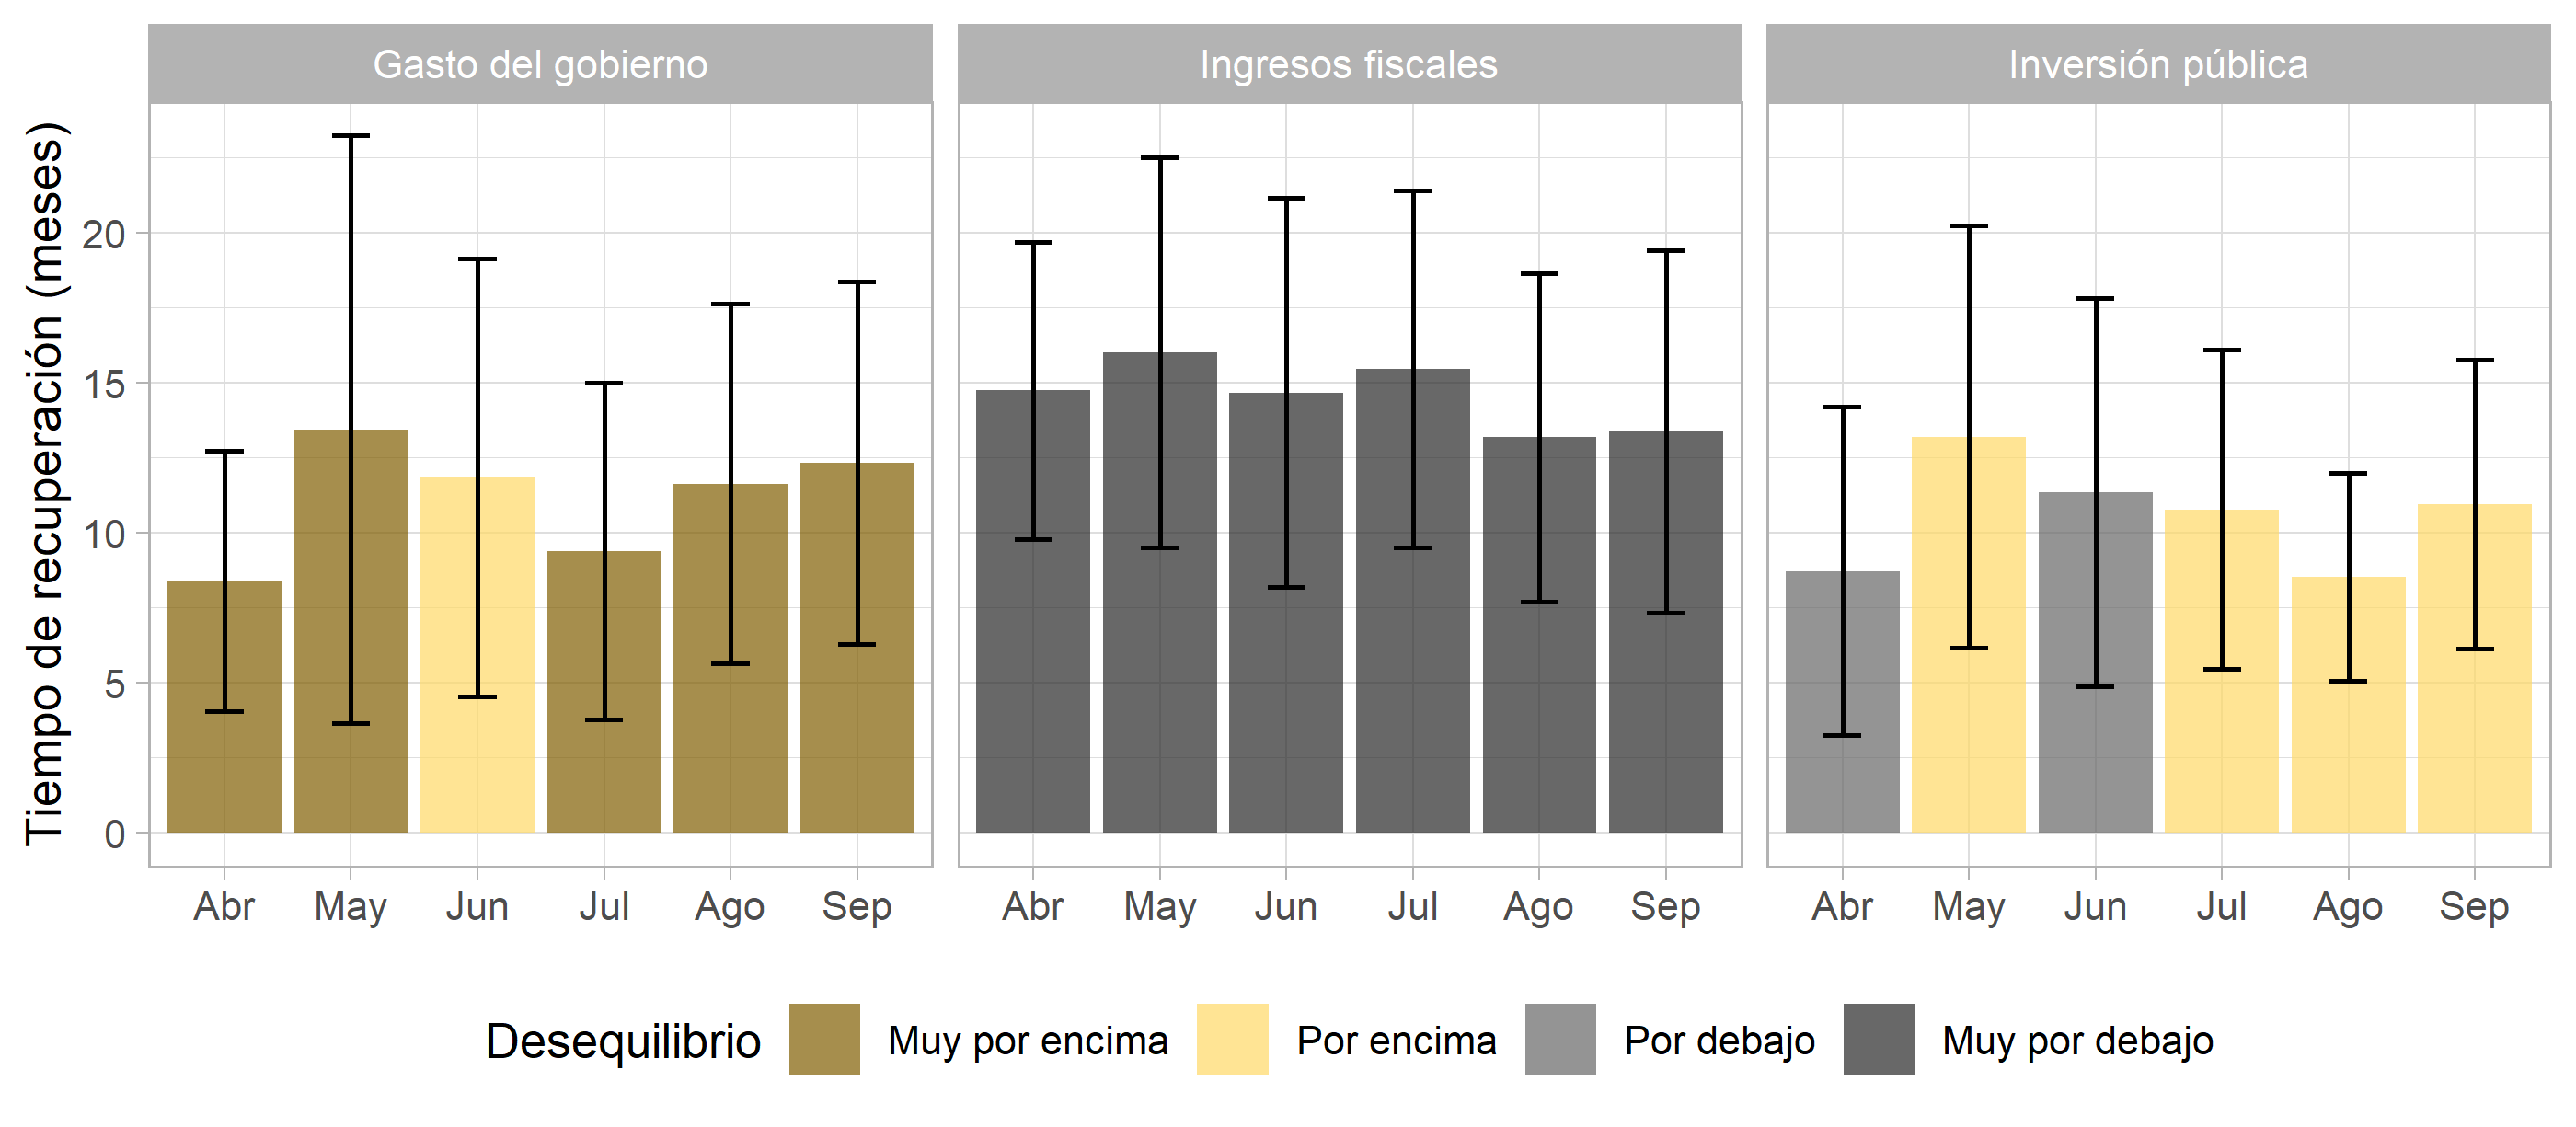 Gasto del gobierno
Ingresos fiscales
Inversión pública
Tiempo de recuperación (meses)
20
15
10
5
0
Abr May Jun Jul Ago Sep
Abr May Jun Jul Ago Sep
Abr May Jun Jul Ago Sep
Desequilibrio Muy por encima Por encima Por debajo Muy por debajo